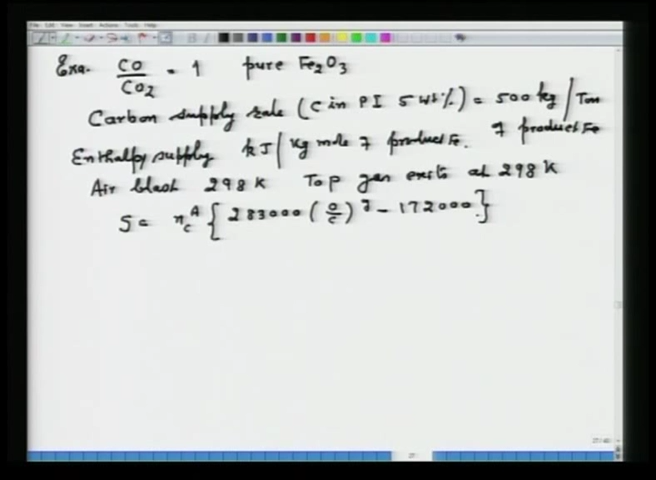 Exa. CO/CO2 = 1 pure Fe2O3
Carbon supply rate (C in PI 5 wt%) = 500 kg/Ton of product Fe
Enthalpy supply kJ/kg mole of product Fe.
Air blast 298 K Top gas exits at 298 K
S = n_c^A { 283000 (O/C)^g - 172000 }